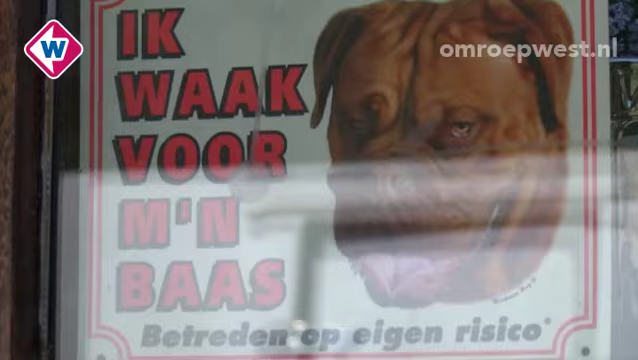 W
omroepwest.nl
IK
WAAK
VOOR
M'N
BAAS
Betreden op eigen risico